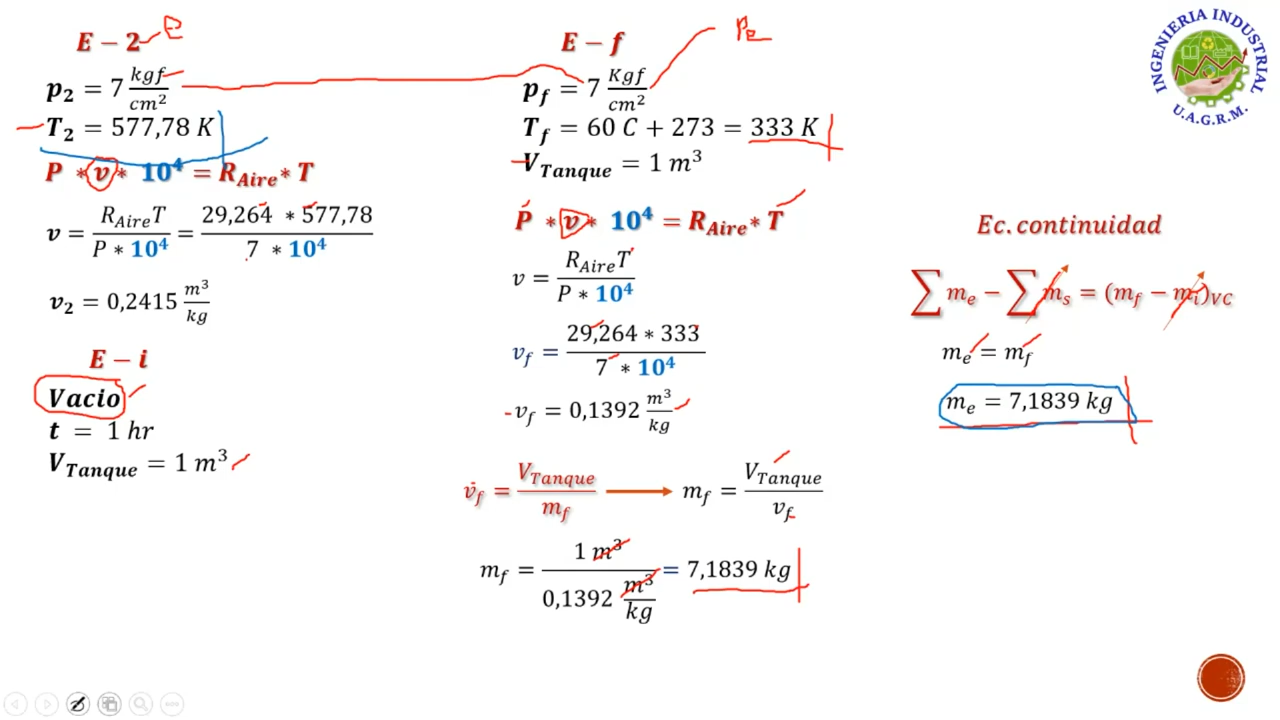 E − 2
p₂ = 7 kgf/cm²
T₂ = 577,78 K
P * v * 10⁴ = R_Aire * T
v = R_Aire T / P * 10⁴ = 29,264 * 577,78 / 7 * 10⁴
v₂ = 0,2415 m³/kg
E − i
Vacio
t = 1 hr
V_Tanque = 1 m³
E − f
Pe
p_f = 7 Kgf/cm²
T_f = 60 C + 273 = 333 K
V_Tanque = 1 m³
P * v * 10⁴ = R_Aire * T
v = R_Aire T / P * 10⁴
v_f = 29,264 * 333 / 7 * 10⁴
v_f = 0,1392 m³/kg
v_f = V_Tanque / m_f → m_f = V_Tanque / v_f
m_f = 1 m³ / 0,1392 m³/kg = 7,1839 kg
INGENIERIA INDUSTRIAL
U.A.G.R.M.
Ec. continuidad
∑ m_e − ∑ m_s = (m_f − m_i)_VC
m_e = m_f
m_e = 7,1839 kg